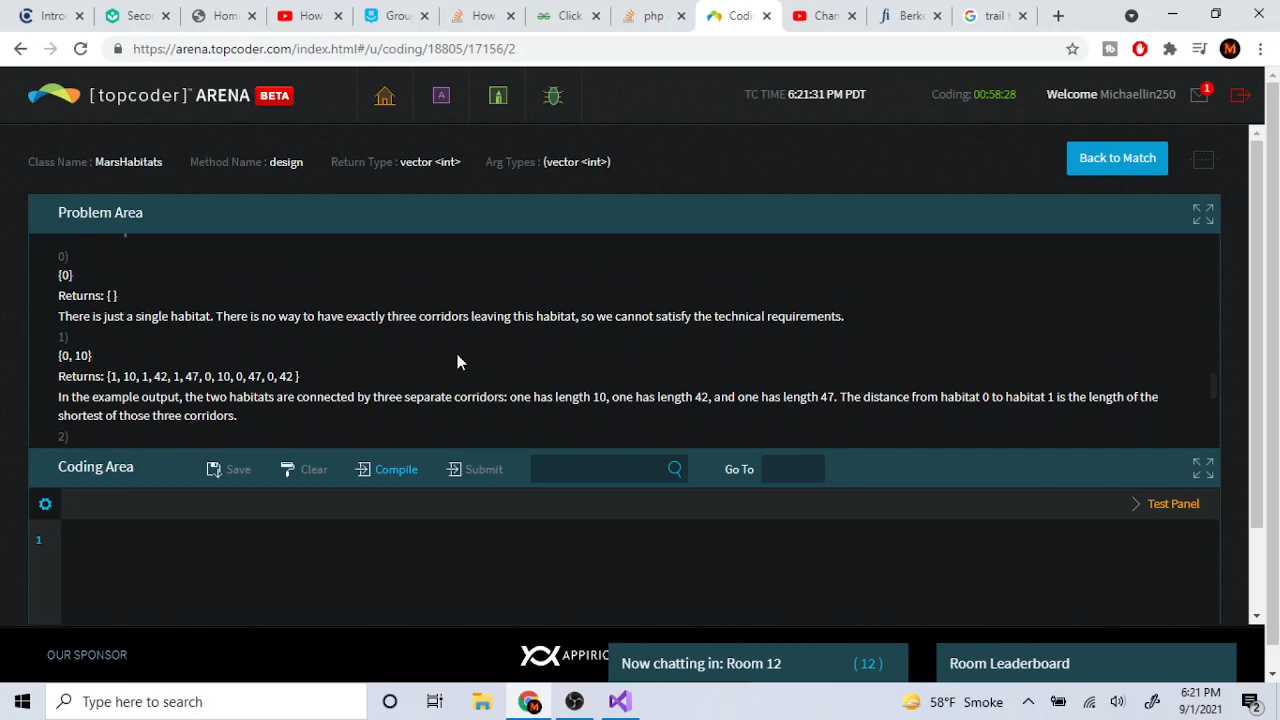 Intro
Secor
Home
How
Grou
How
Click
php -
Codin
Chan
Berke
trail f
https://arena.topcoder.com/index.html#/u/coding/18805/17156/2
[topcoder]™ ARENA BETA
TC TIME 6:21:31 PM PDT
Coding: 00:58:28
Welcome Michaellin250
1
Class Name : MarsHabitats
Method Name : design
Return Type : vector <int>
Arg Types : (vector <int>)
Back to Match
Problem Area
0)
{0}
Returns: { }
There is just a single habitat. There is no way to have exactly three corridors leaving this habitat, so we cannot satisfy the technical requirements.
1)
{0, 10}
Returns: {1, 10, 1, 42, 1, 47, 0, 10, 0, 47, 0, 42 }
In the example output, the two habitats are connected by three separate corridors: one has length 10, one has length 42, and one has length 47. The distance from habitat 0 to habitat 1 is the length of the
shortest of those three corridors.
2)
Coding Area
Save
Clear
Compile
Submit
Go To
Test Panel
1
OUR SPONSOR
APPIRIO
Now chatting in: Room 12 ( 12 )
Room Leaderboard
Type here to search
58°F Smoke
6:21 PM
9/1/2021
2